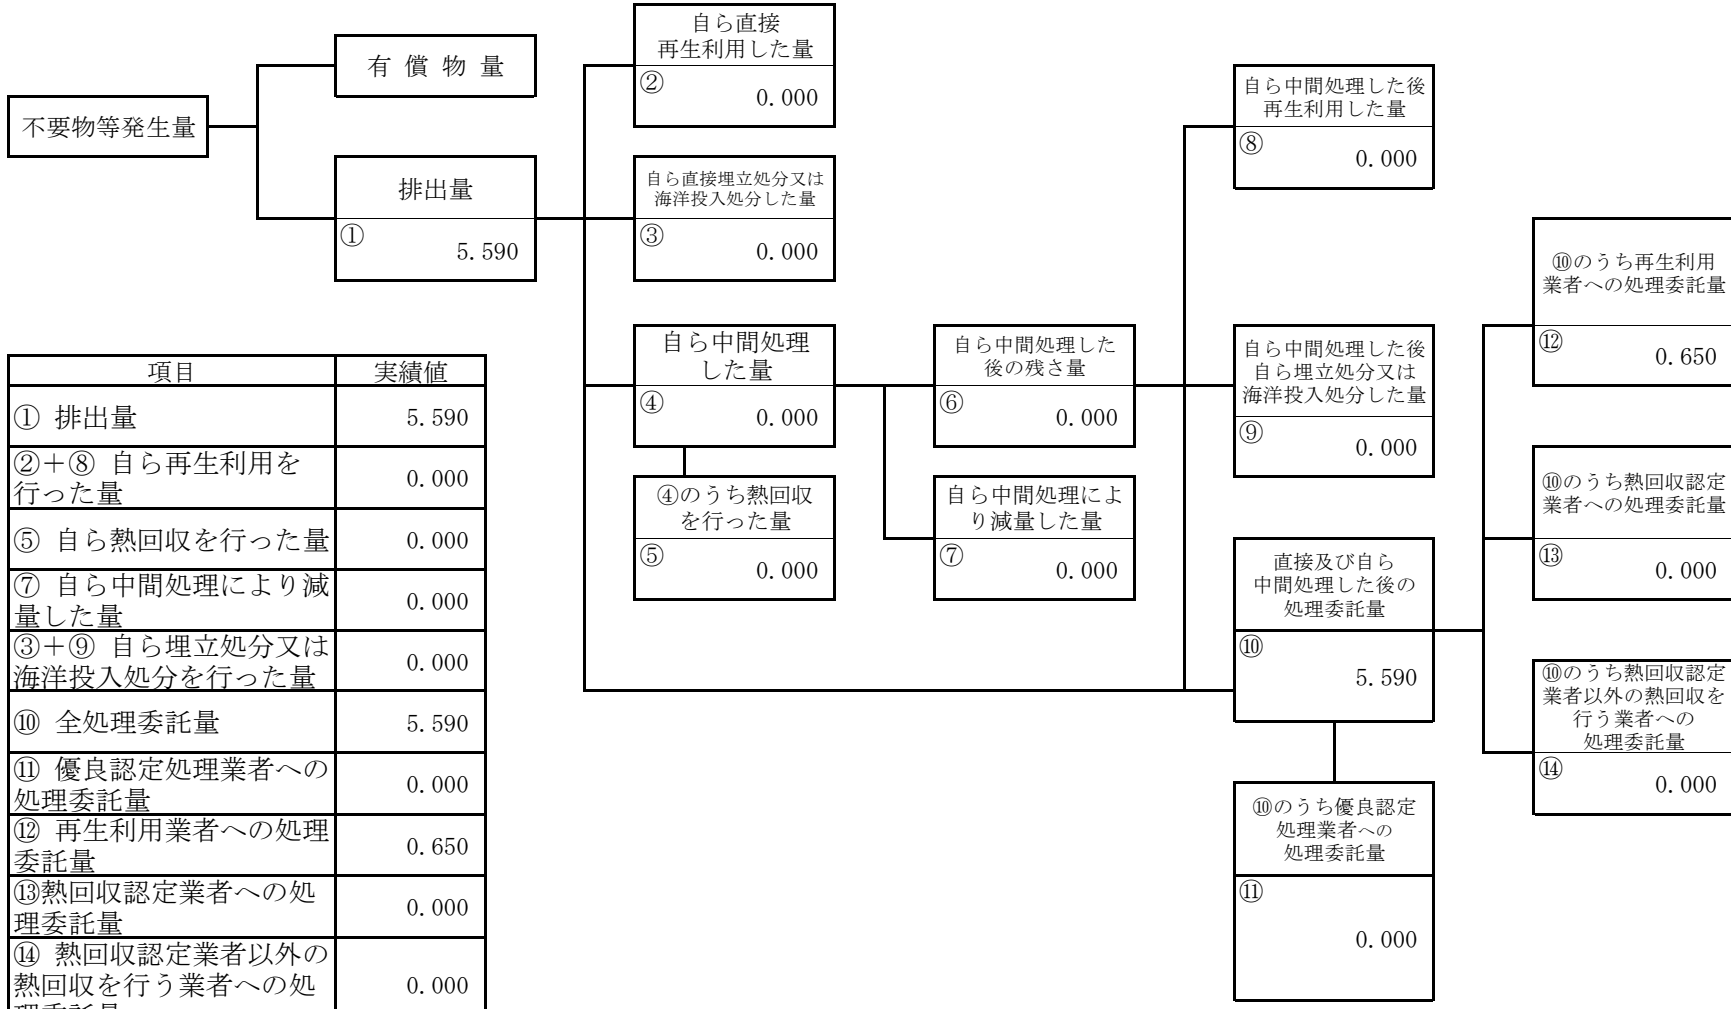 不要物等発生量
有償物量
排出量
①
5.590
自ら直接
再生利用した量
②
0.000
自ら直接埋立処分又は
海洋投入処分した量
③
0.000
自ら中間処理
した量
④
0.000
④のうち熱回収
を行った量
⑤
0.000
自ら中間処理した
後の残さ量
⑥
0.000
自ら中間処理によ
り減量した量
⑦
0.000
自ら中間処理した後
再生利用した量
⑧
0.000
自ら中間処理した後
自ら埋立処分又は
海洋投入処分した量
⑨
0.000
直接及び自ら
中間処理した後の
処理委託量
⑩
5.590
⑩のうち優良認定
処理業者への
処理委託量
⑪
0.000
⑩のうち再生利用
業者への処理委託量
⑫
0.650
⑩のうち熱回収認定
業者への処理委託量
⑬
0.000
⑩のうち熱回収認定
業者以外の熱回収を
行う業者への
処理委託量
⑭
0.000
項目 実績値
① 排出量 5.590
②+⑧ 自ら再生利用を
行った量 0.000
⑤ 自ら熱回収を行った量 0.000
⑦ 自ら中間処理により減
量した量 0.000
③+⑨ 自ら埋立処分又は
海洋投入処分を行った量 0.000
⑩ 全処理委託量 5.590
⑪ 優良認定処理業者への
処理委託量 0.000
⑫ 再生利用業者への処理
委託量 0.650
⑬熱回収認定業者への処
理委託量 0.000
⑭ 熱回収認定業者以外の
熱回収を行う業者への処 0.000